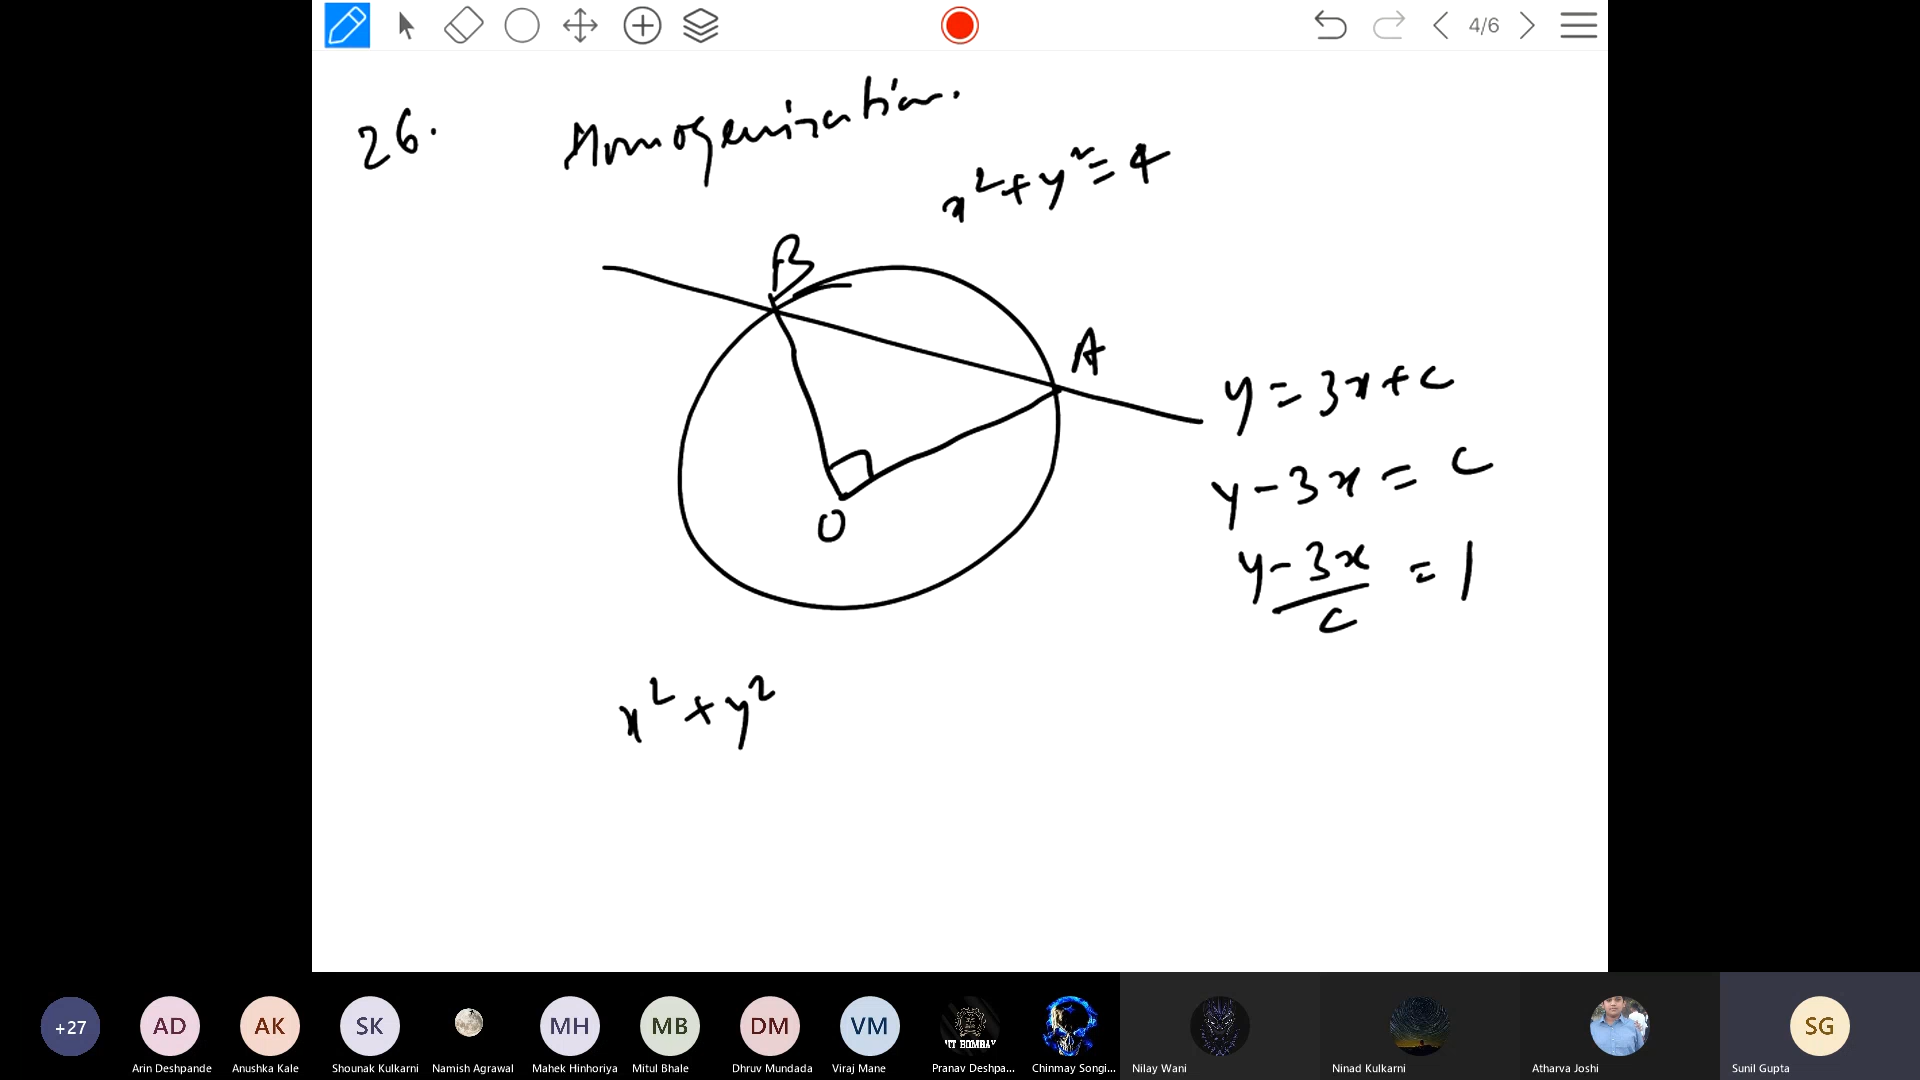 4/6
26. Homogenization.
x²+y²=4
B
A
O
y=3x+c
y-3x=c
y-3x/c=1
x²+y²
+27
AD
AK
SK
MH
MB
DM
VM
IIT BOMBAY
SG
Arin Deshpande
Anushka Kale
Shounak Kulkarni
Namish Agrawal
Mahek Hinhoriya
Mitul Bhale
Dhruv Mundada
Viraj Mane
Pranav Deshpa...
Chinmay Songi...
Nilay Wani
Ninad Kulkarni
Atharva Joshi
Sunil Gupta